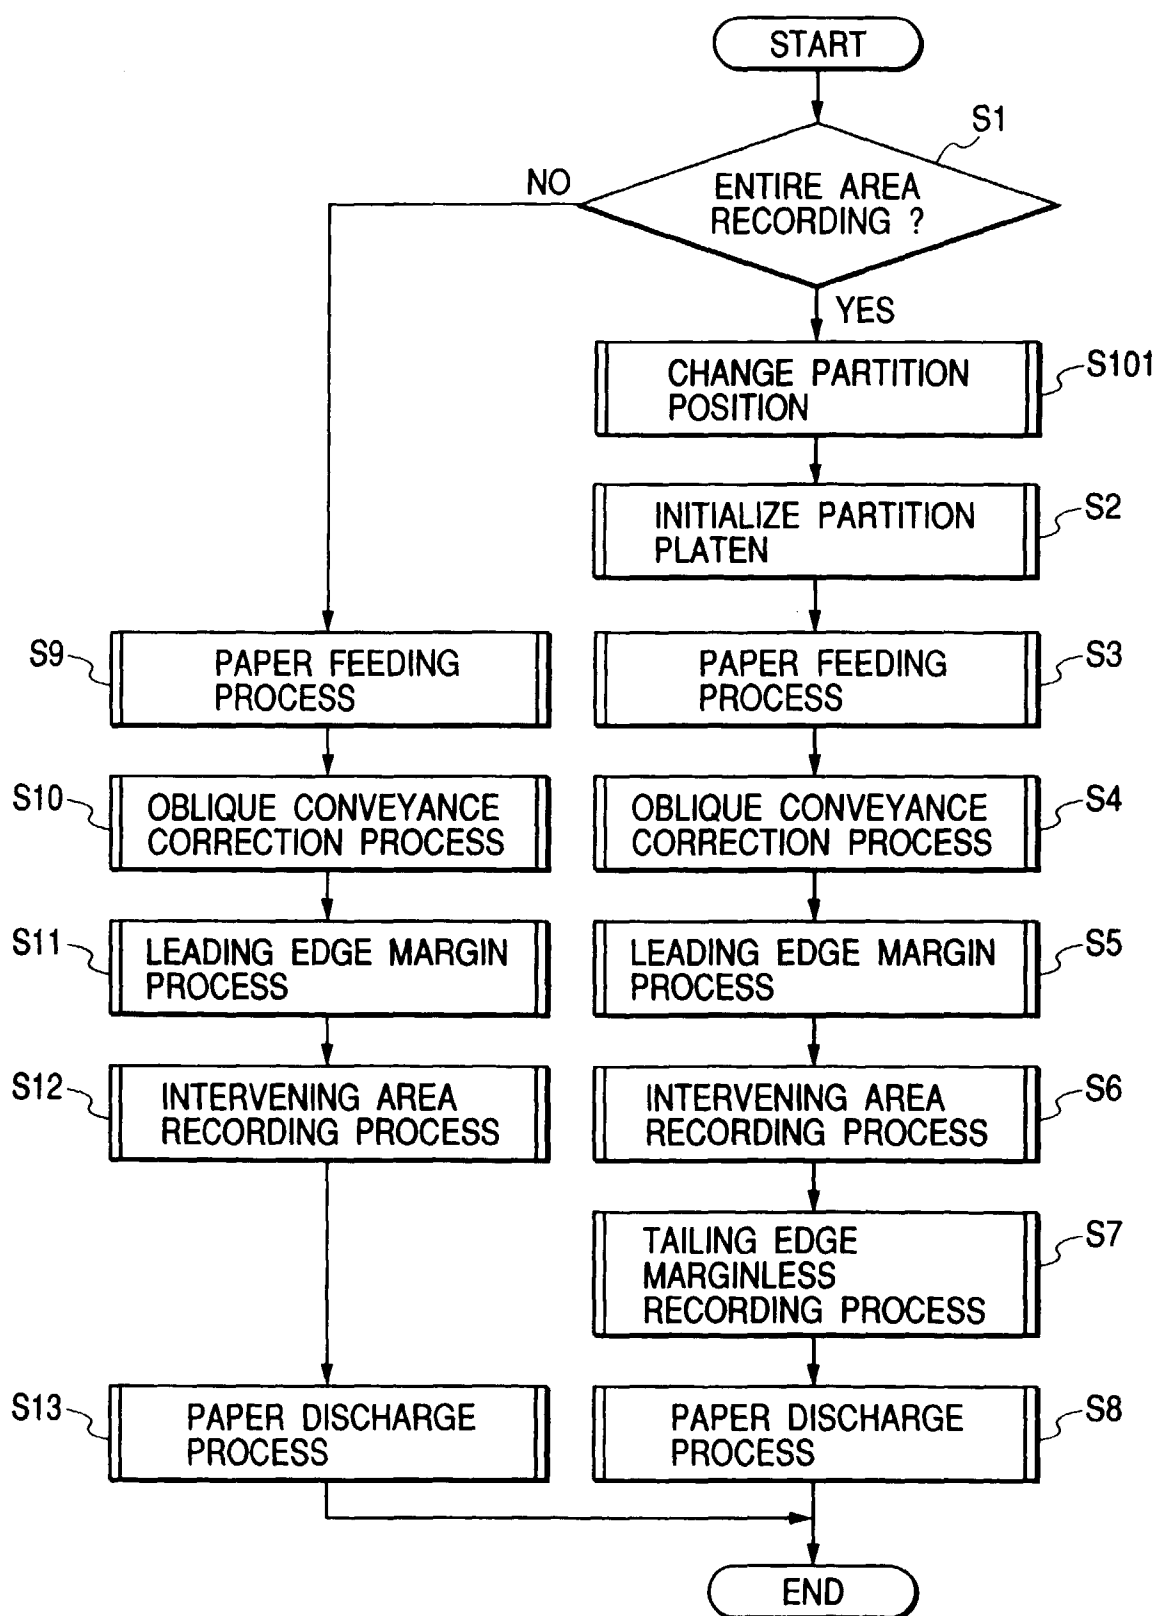 START
S1
ENTIRE AREA
RECORDING ?
NO
YES
CHANGE PARTITION
POSITION
S101
INITIALIZE PARTITION
PLATEN
S2
S9
PAPER FEEDING
PROCESS
PAPER FEEDING
PROCESS
S3
S10
OBLIQUE CONVEYANCE
CORRECTION PROCESS
OBLIQUE CONVEYANCE
CORRECTION PROCESS
S4
S11
LEADING EDGE MARGIN
PROCESS
LEADING EDGE MARGIN
PROCESS
S5
S12
INTERVENING AREA
RECORDING PROCESS
INTERVENING AREA
RECORDING PROCESS
S6
TAILING EDGE
MARGINLESS
RECORDING PROCESS
S7
S13
PAPER DISCHARGE
PROCESS
PAPER DISCHARGE
PROCESS
S8
END